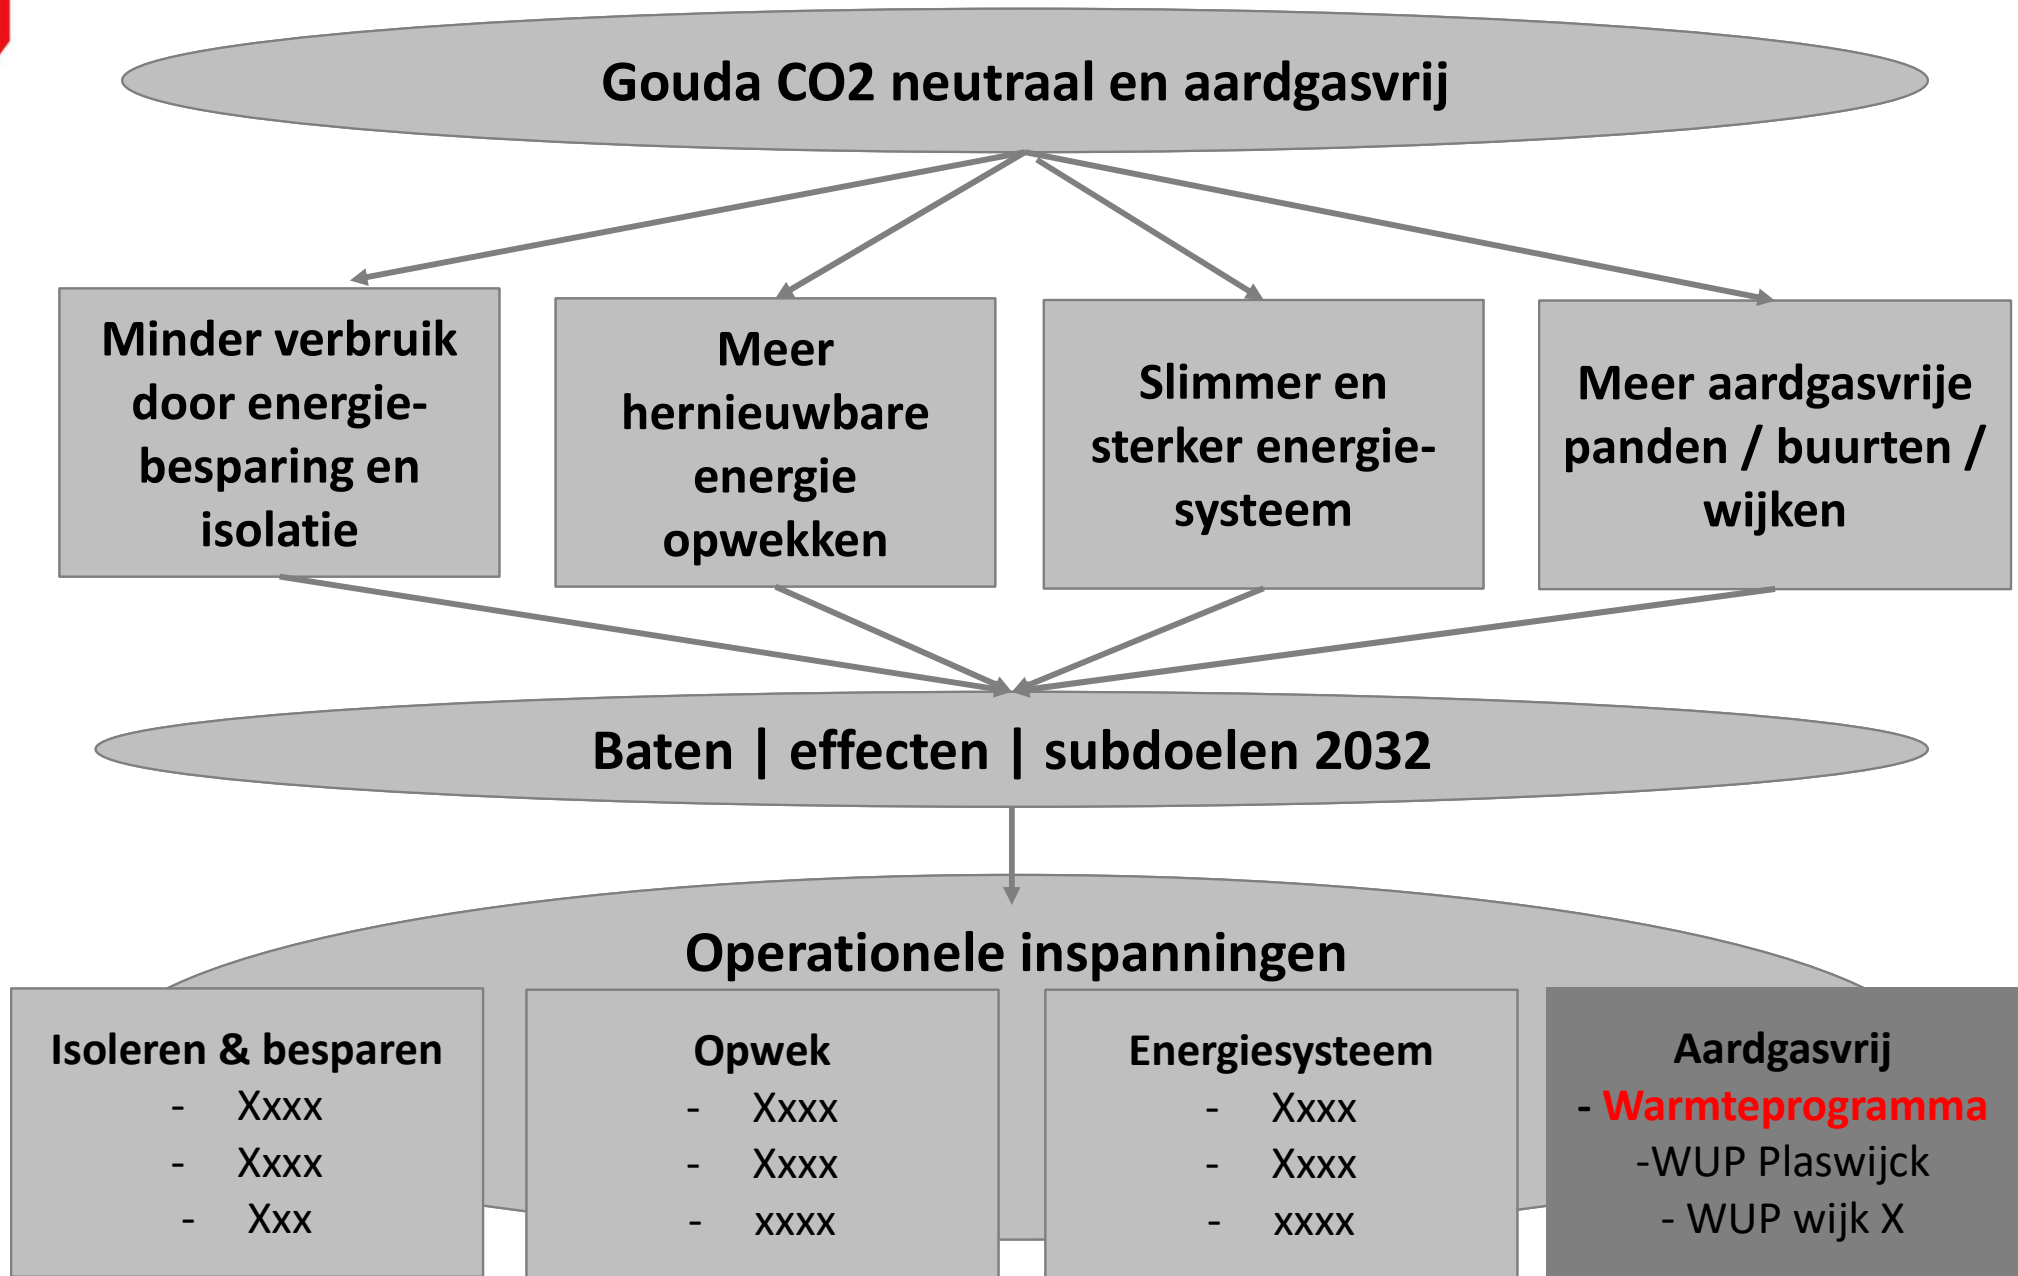 Gouda CO2 neutraal en aardgasvrij
Minder verbruik
door energie-
besparing en
isolatie
Meer
hernieuwbare
energie
opwekken
Slimmer en
sterker energie-
systeem
Meer aardgasvrije
panden / buurten /
wijken
Baten | effecten | subdoelen 2032
Operationele inspanningen
Isoleren & besparen
- Xxxx
- Xxxx
- Xxx
Opwek
- Xxxx
- Xxxx
- xxxx
Energiesysteem
- Xxxx
- Xxxx
- xxxx
Aardgasvrij
- Warmteprogramma
-WUP Plaswijck
- WUP wijk X